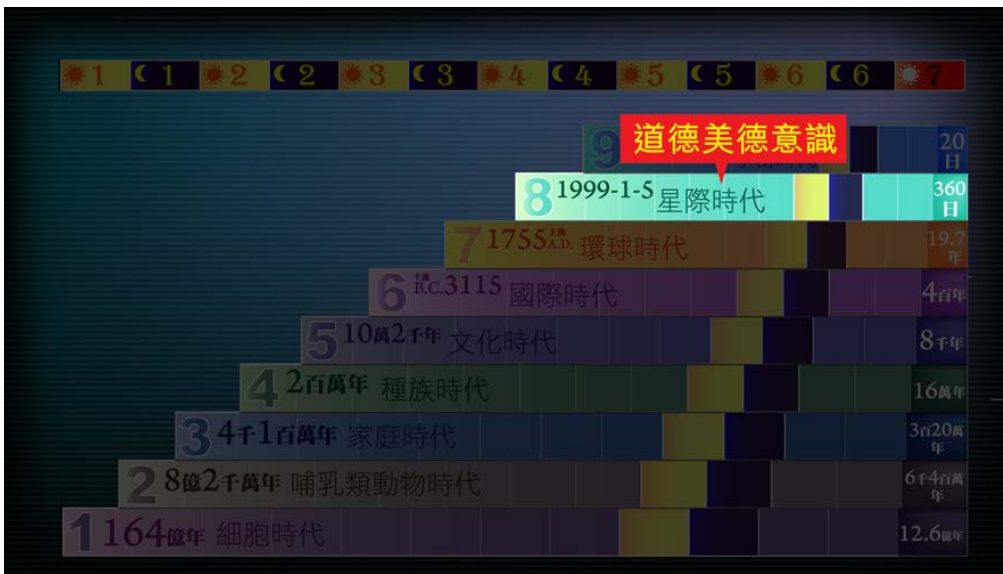 1 1 2 2 3 3 4 4 5 5 6 6 7
道德美德意識
9 20日
8 1999-1-5 星際時代 360日
7 1755 A.D. 環球時代 19.7年
6 B.C.3115 國際時代 4百年
5 10萬2千年 文化時代 8千年
4 2百萬年 種族時代 16萬年
3 4千1百萬年 家庭時代 3百20萬年
2 8億2千萬年 哺乳類動物時代 6千4百萬年
1 164億年 細胞時代 12.6億年